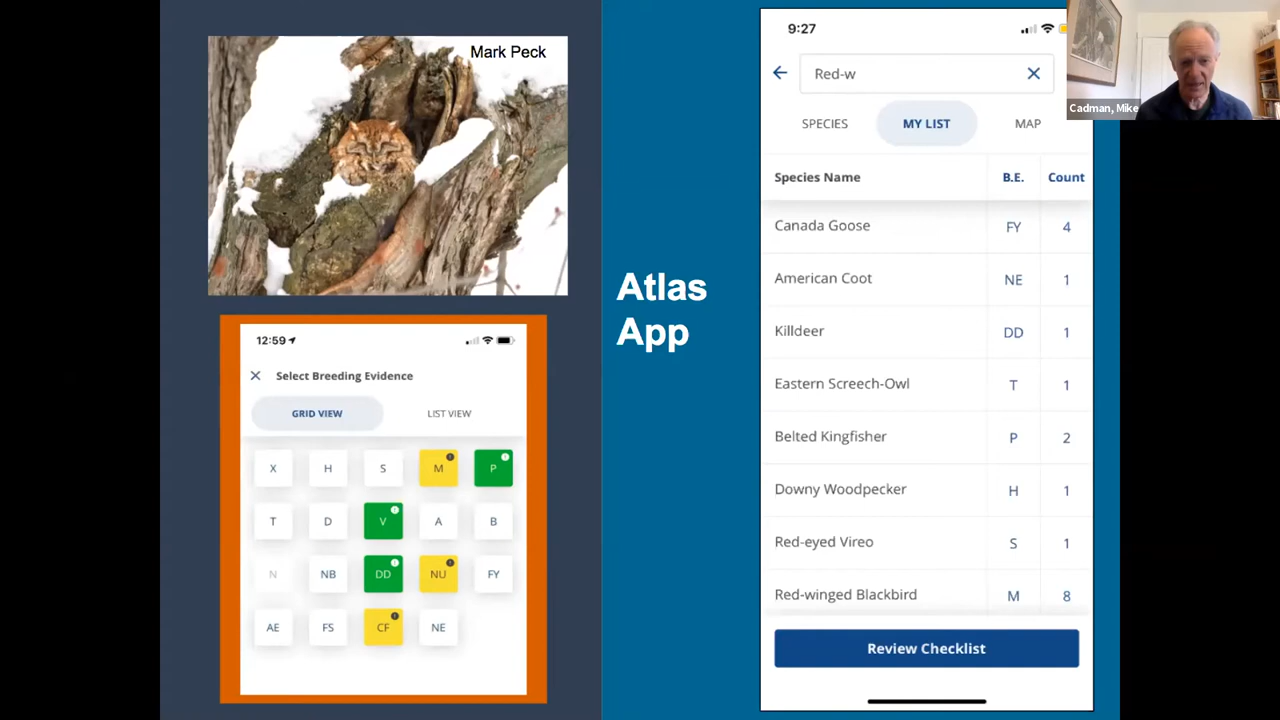 Mark Peck
12:59
Select Breeding Evidence
GRID VIEW
LIST VIEW
X H S M P
T D V A B
N NB DD NU FY
AE FS CF NE
Atlas
App
9:27
Red-w
SPECIES MY LIST MAP
Species Name B.E. Count
Canada Goose FY 4
American Coot NE 1
Killdeer DD 1
Eastern Screech-Owl T 1
Belted Kingfisher P 2
Downy Woodpecker H 1
Red-eyed Vireo S 1
Red-winged Blackbird M 8
Review Checklist
Cadman, Mike